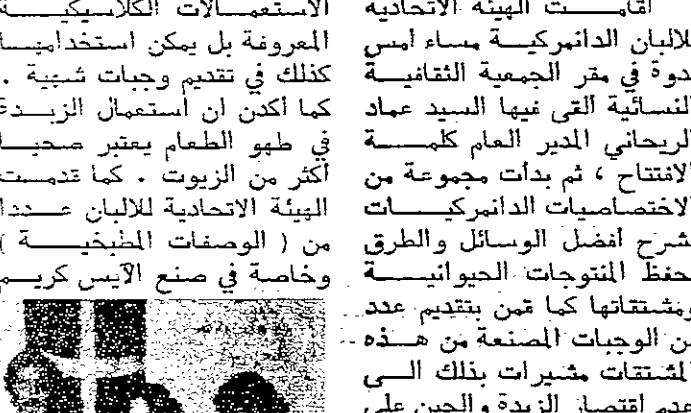 اقامت الهيئة الاتحادية
للالبان الدانمركية مساء امس
ندوة في مقر الجمعية الثقافية
النسائية القى فيها السيد عماد
الريحاني المدير العام كلمة
الافتتاح ، ثم بدأت مجموعة من
الاختصاصيات الدانمركيات
بشرح افضل الوسائل والطرق
لحفظ المنتوجات الحيوانية
ومشتقاتها كما قمن بتقديم عدد
من الوجبات المصنعة من هذه
المشتقات مشيرات بذلك الى
عدم اقتصار الزبدة والجبن على
الاستعمالات الكلاسيكية
المعروفة بل يمكن استخدامها
كذلك في تقديم وجبات شهية .
كما اكدن ان استعمال الزبدة
في طهو الطعام يعتبر صحيا
أكثر من الزيوت . كما قدمت
الهيئة الاتحادية للالبان عددا
من ( الوصفات المطبخية )
وخاصة في صنع الآيس كريم